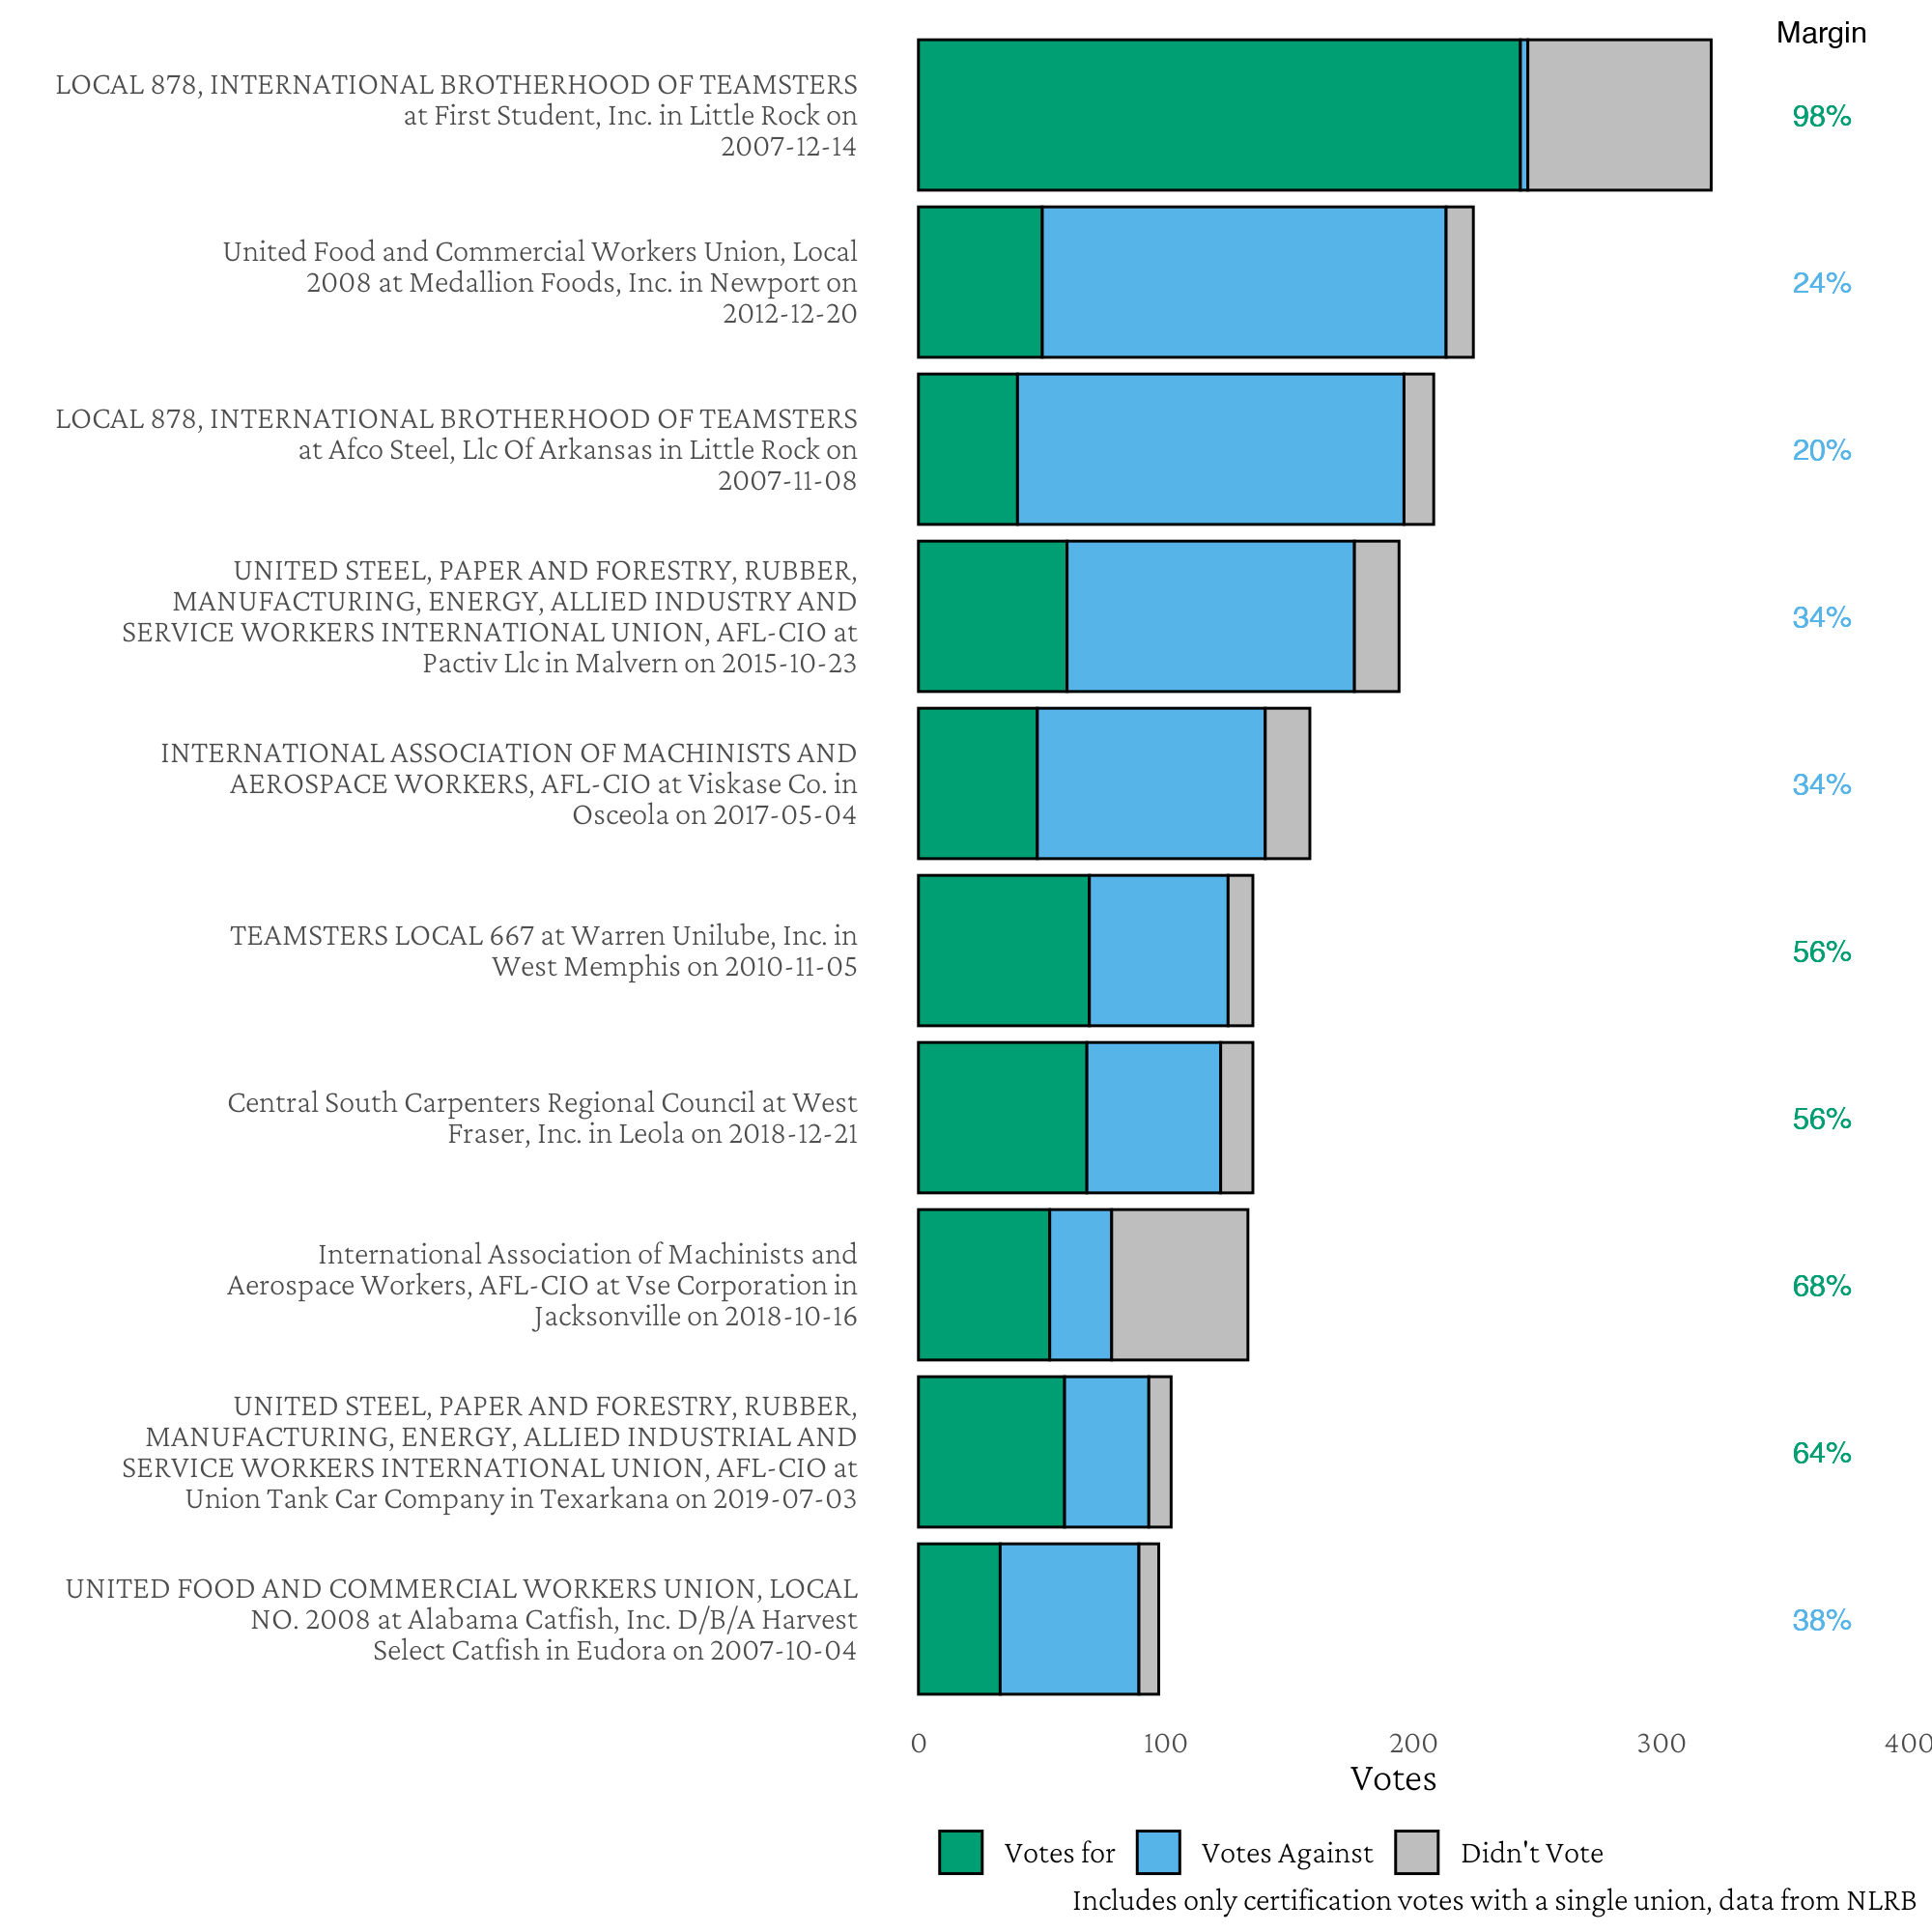 Margin
LOCAL 878, INTERNATIONAL BROTHERHOOD OF TEAMSTERS
at First Student, Inc. in Little Rock on
2007-12-14
98%
United Food and Commercial Workers Union, Local
2008 at Medallion Foods, Inc. in Newport on
2012-12-20
24%
LOCAL 878, INTERNATIONAL BROTHERHOOD OF TEAMSTERS
at Afco Steel, Llc Of Arkansas in Little Rock on
2007-11-08
20%
UNITED STEEL, PAPER AND FORESTRY, RUBBER,
MANUFACTURING, ENERGY, ALLIED INDUSTRY AND
SERVICE WORKERS INTERNATIONAL UNION, AFL-CIO at
Pactiv Llc in Malvern on 2015-10-23
34%
INTERNATIONAL ASSOCIATION OF MACHINISTS AND
AEROSPACE WORKERS, AFL-CIO at Viskase Co. in
Osceola on 2017-05-04
34%
TEAMSTERS LOCAL 667 at Warren Unilube, Inc. in
West Memphis on 2010-11-05
56%
Central South Carpenters Regional Council at West
Fraser, Inc. in Leola on 2018-12-21
56%
International Association of Machinists and
Aerospace Workers, AFL-CIO at Vse Corporation in
Jacksonville on 2018-10-16
68%
UNITED STEEL, PAPER AND FORESTRY, RUBBER,
MANUFACTURING, ENERGY, ALLIED INDUSTRIAL AND
SERVICE WORKERS INTERNATIONAL UNION, AFL-CIO at
Union Tank Car Company in Texarkana on 2019-07-03
64%
UNITED FOOD AND COMMERCIAL WORKERS UNION, LOCAL
NO. 2008 at Alabama Catfish, Inc. D/B/A Harvest
Select Catfish in Eudora on 2007-10-04
38%
0 100 200 300 400
Votes
Votes for Votes Against Didn't Vote
Includes only certification votes with a single union, data from NLRB